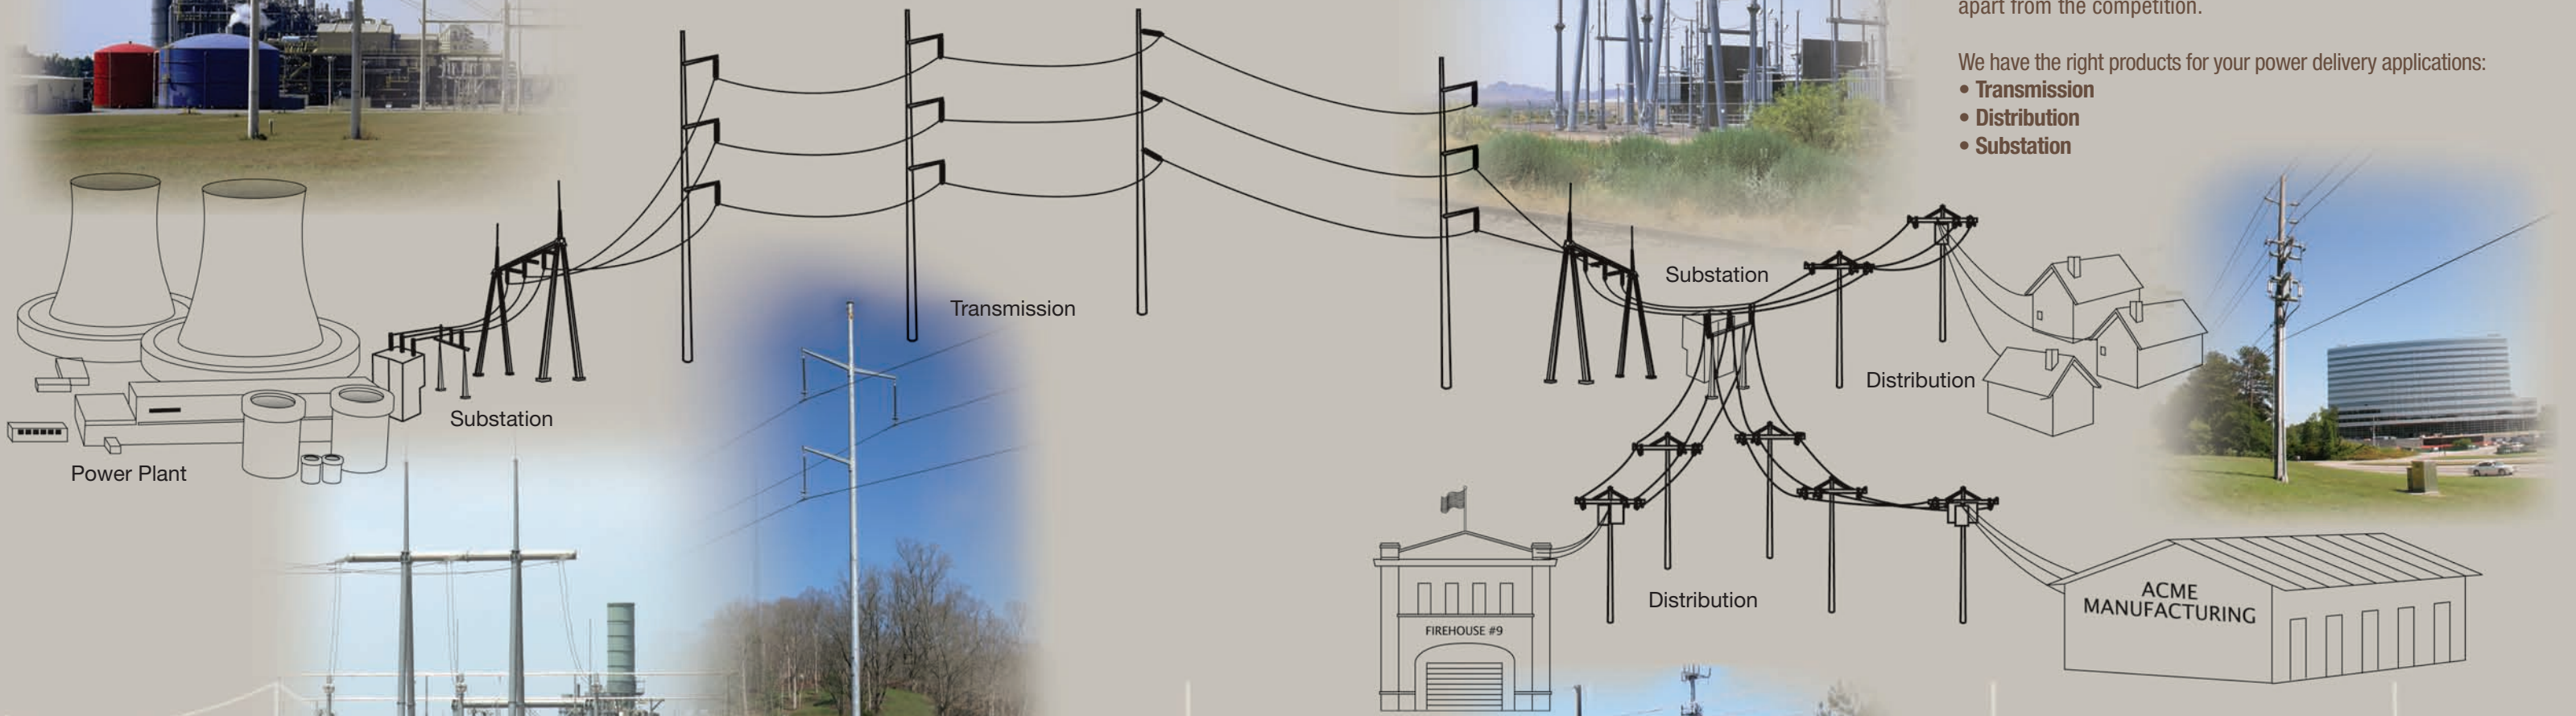 apart from the competition.
We have the right products for your power delivery applications:
• Transmission
• Distribution
• Substation
Substation
Transmission
Distribution
Substation
Power Plant
Distribution
ACME
MANUFACTURING
FIREHOUSE #9